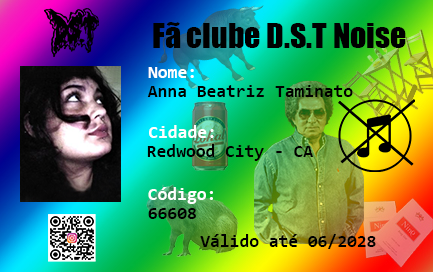 Fã clube D.S.T Noise
Nome:
Anna Beatriz Taminato
Cidade:
Redwood City - CA
Código:
66608
Válido até 06/2028